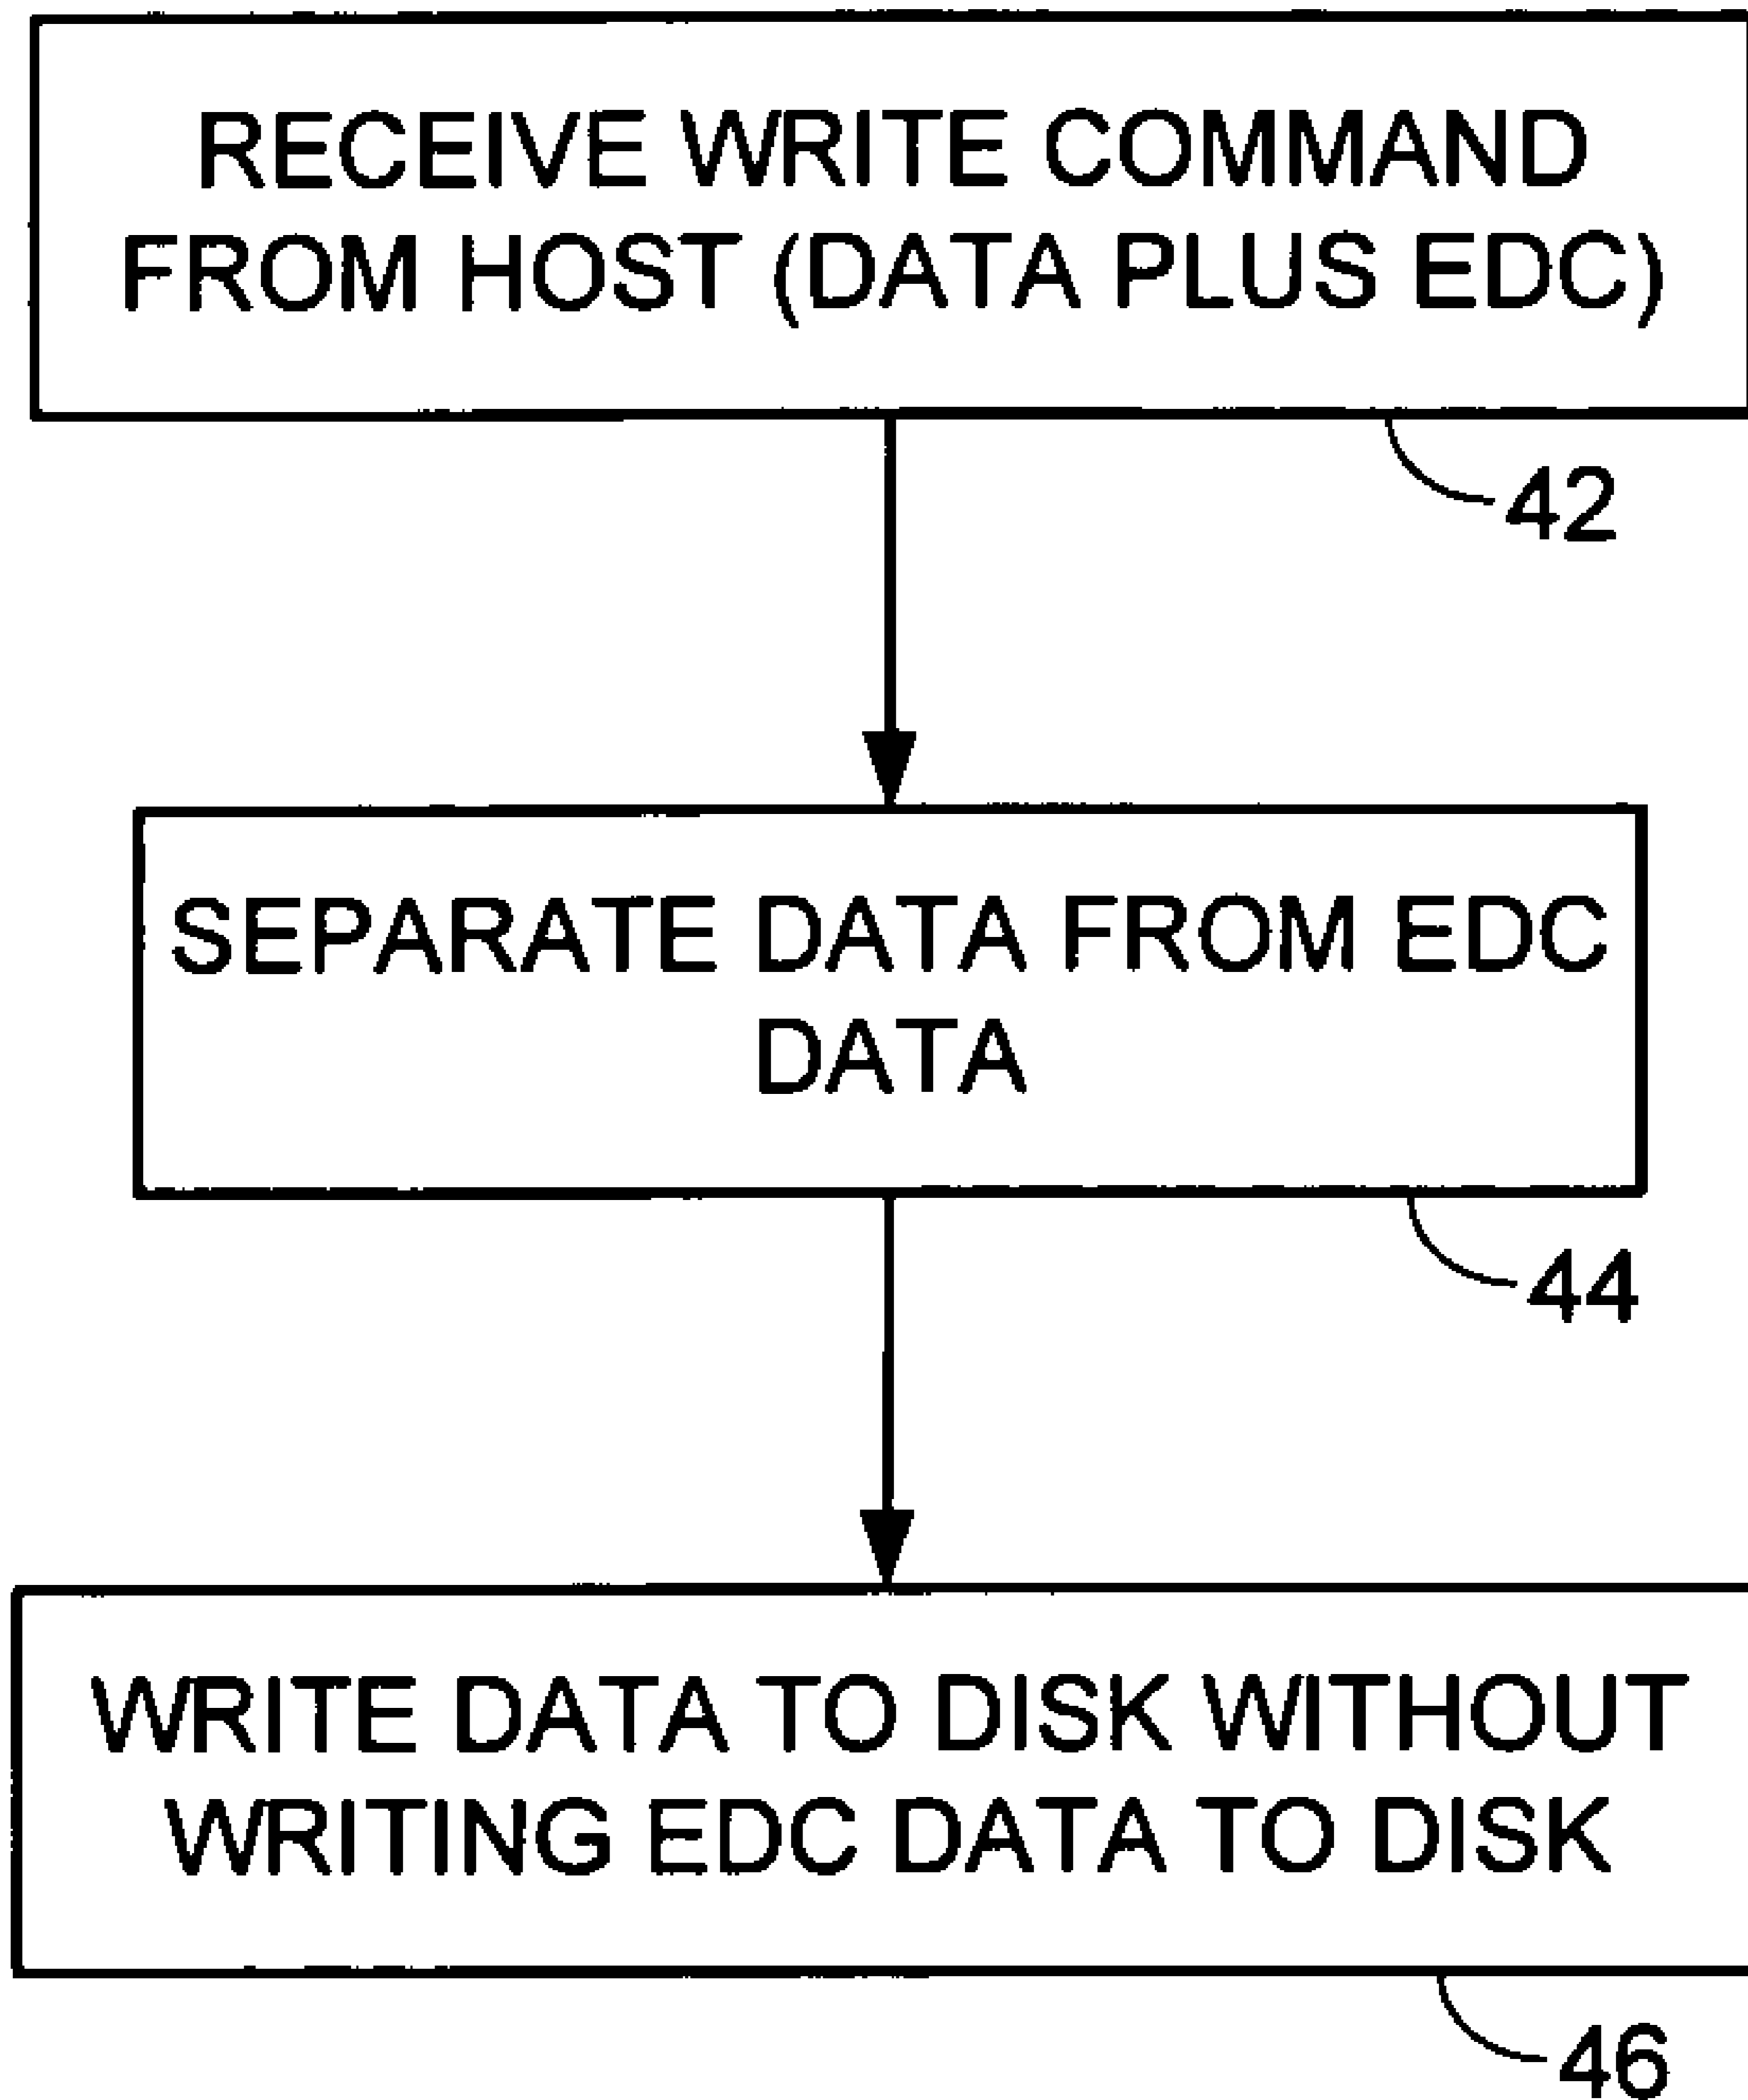 RECEIVE WRITE COMMAND
FROM HOST (DATA PLUS EDC)
42
SEPARATE DATA FROM EDC
DATA
44
WRITE DATA TO DISK WITHOUT
WRITING EDC DATA TO DISK
46